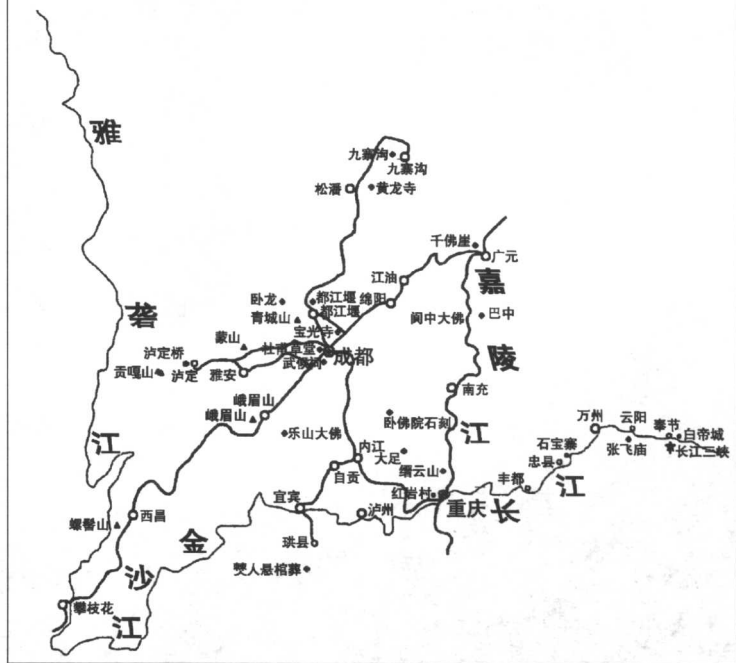 雅
砻
江
九寨沟
九寨沟
松潘
黄龙寺
千佛崖
广元
江油
嘉
陵
江
卧龙
都江堰
绵阳
都江堰
青城山
阆中大佛
巴中
宝光寺
蒙山
杜甫草堂
成都
泸定桥
武侯祠
贡嘎山
泸定
雅安
南充
峨眉山
峨眉山
卧佛院石刻
万州
云阳
奉节
乐山大佛
白帝城
张飞庙
长江三峡
内江
大足
石宝寨
忠县
自贡
缙云山
丰都
江
宜宾
红岩村
重庆
长
泸州
西昌
螺髻山
金
沙
江
珙县
僰人悬棺葬
攀枝花